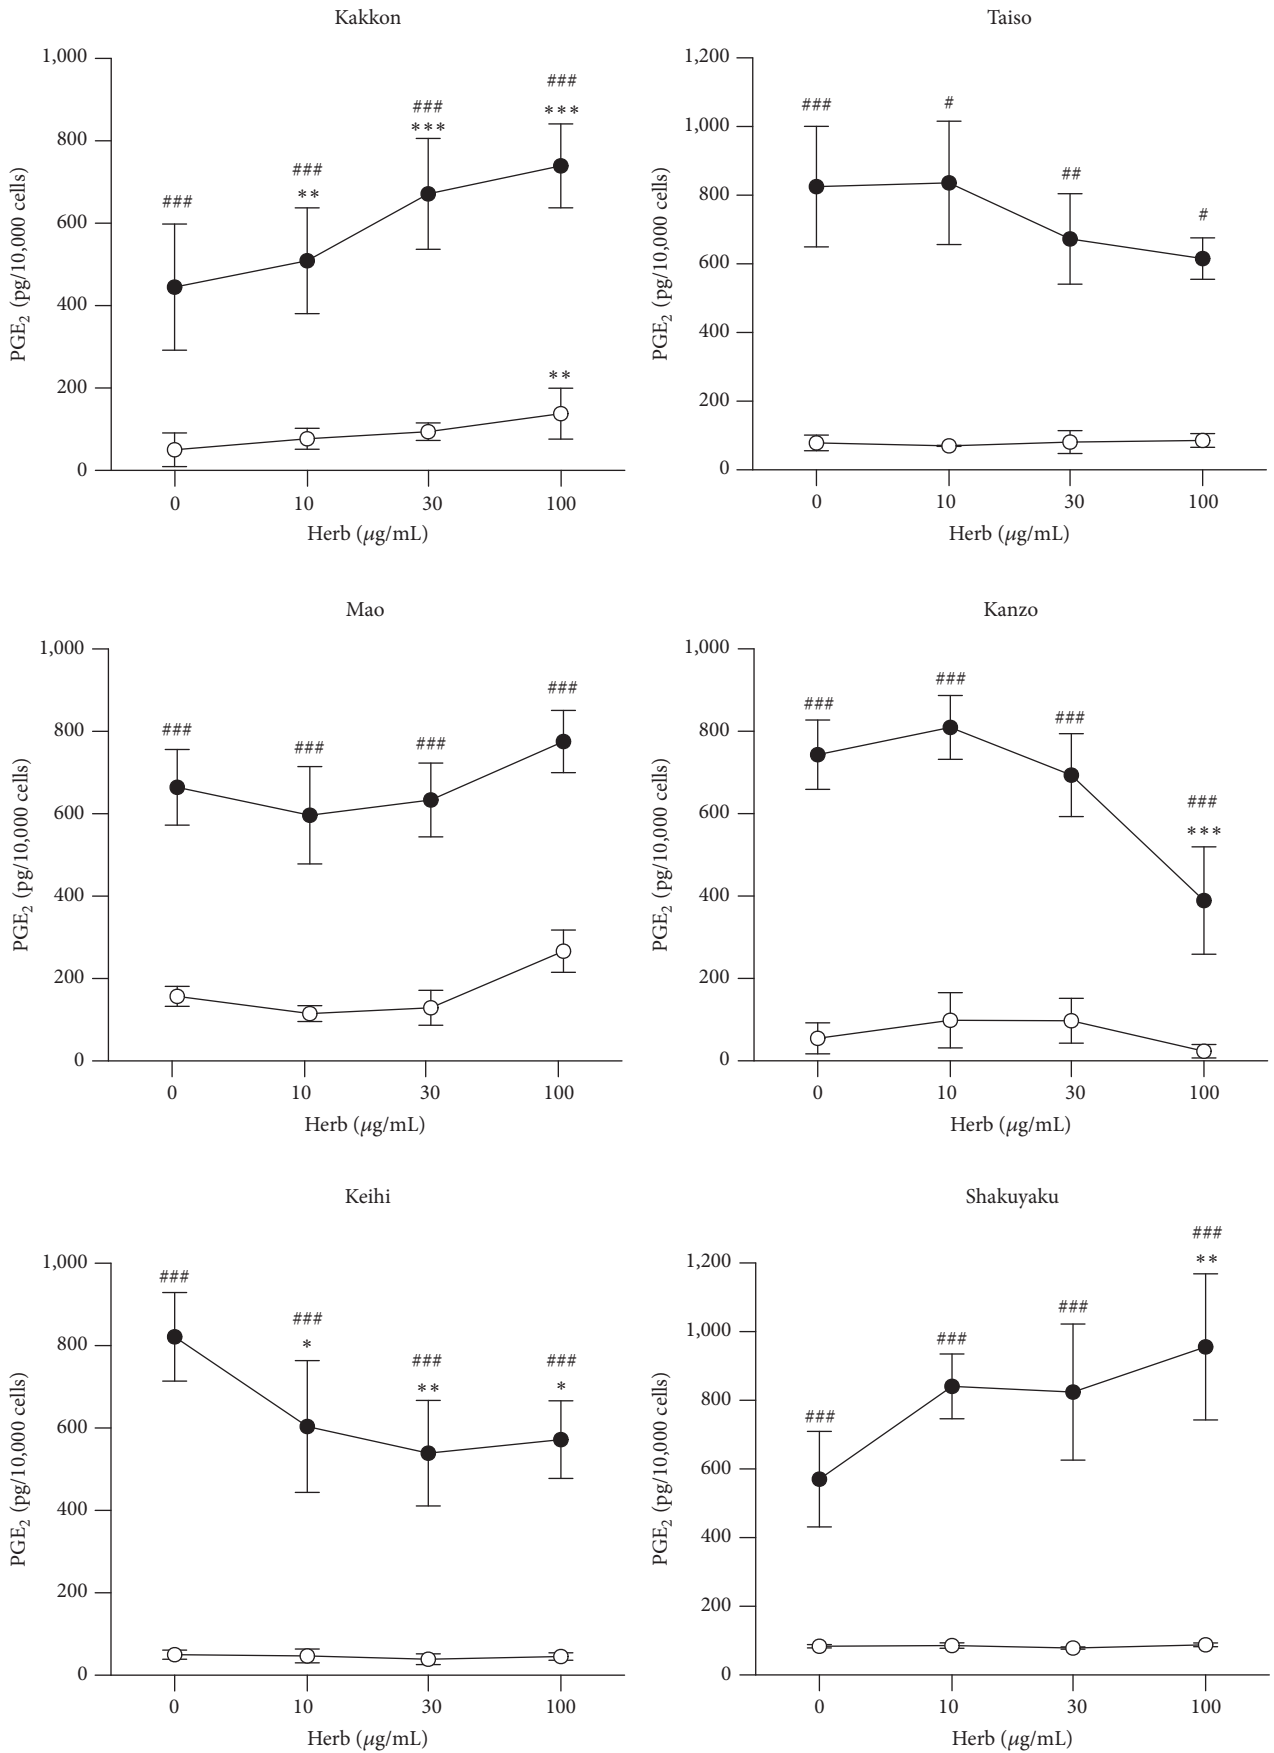 Kakkon
1,000
800
600
400
200
0
PGE2 (pg/10,000 cells)
###
###
**
###
***
###
***
**
0 10 30 100
Herb (μg/mL)
Taiso
1,200
1,000
800
600
400
200
0
PGE2 (pg/10,000 cells)
###
#
##
#
0 10 30 100
Herb (μg/mL)
Mao
1,000
800
600
400
200
0
PGE2 (pg/10,000 cells)
###
###
###
###
0 10 30 100
Herb (μg/mL)
Kanzo
1,000
800
600
400
200
0
PGE2 (pg/10,000 cells)
###
###
###
###
***
0 10 30 100
Herb (μg/mL)
Keihi
1,000
800
600
400
200
0
PGE2 (pg/10,000 cells)
###
###
*
###
**
###
*
0 10 30 100
Herb (μg/mL)
Shakuyaku
1,200
1,000
800
600
400
200
0
PGE2 (pg/10,000 cells)
###
###
###
###
**
0 10 30 100
Herb (μg/mL)